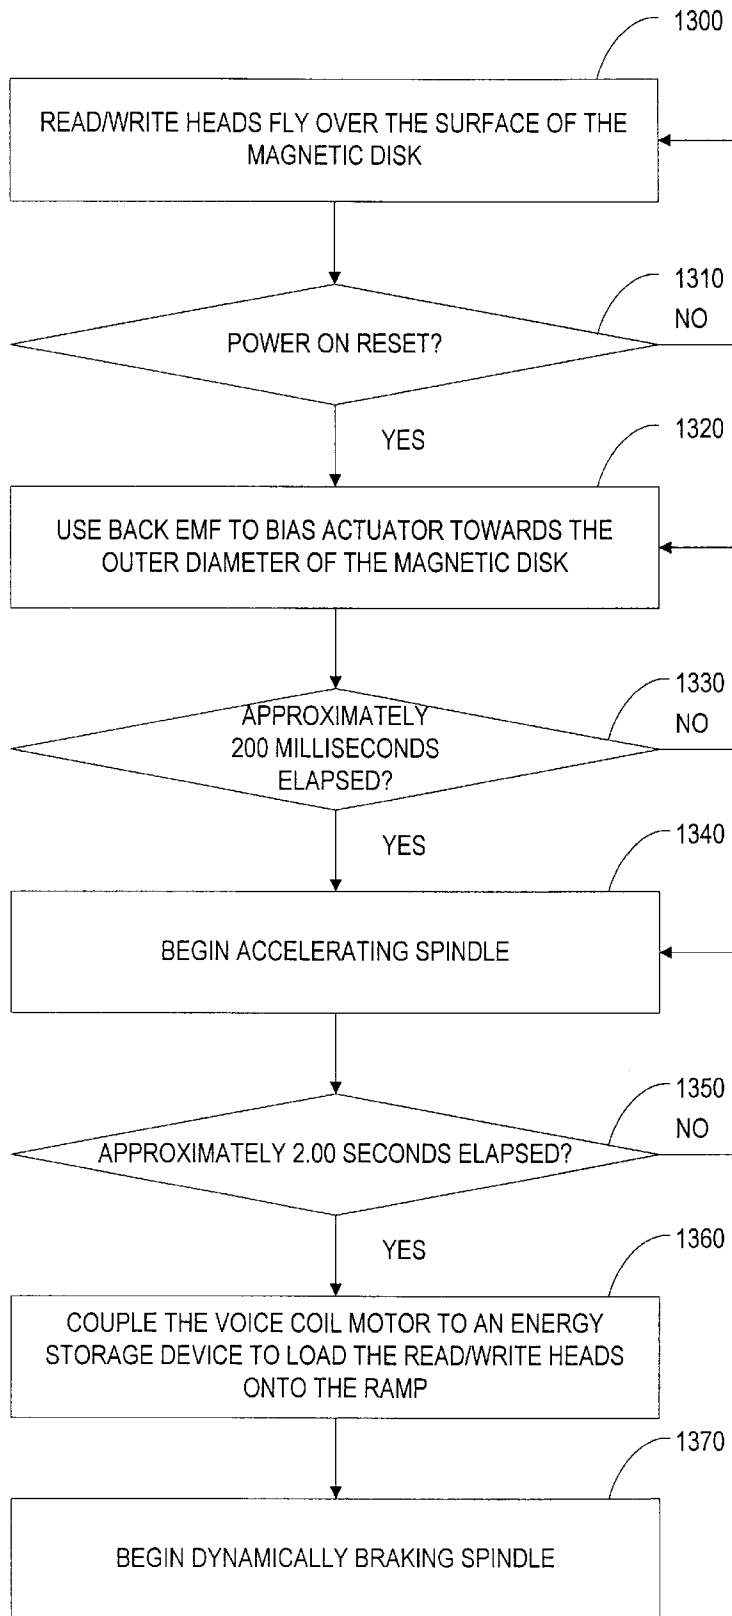 1300
READ/WRITE HEADS FLY OVER THE SURFACE OF THE
MAGNETIC DISK
1310
NO
POWER ON RESET?
YES
1320
USE BACK EMF TO BIAS ACTUATOR TOWARDS THE
OUTER DIAMETER OF THE MAGNETIC DISK
1330
NO
APPROXIMATELY
200 MILLISECONDS
ELAPSED?
YES
1340
BEGIN ACCELERATING SPINDLE
1350
NO
APPROXIMATELY 2.00 SECONDS ELAPSED?
YES
1360
COUPLE THE VOICE COIL MOTOR TO AN ENERGY
STORAGE DEVICE TO LOAD THE READ/WRITE HEADS
ONTO THE RAMP
1370
BEGIN DYNAMICALLY BRAKING SPINDLE